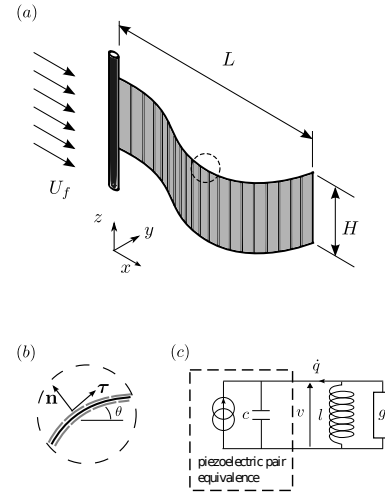 (a)
L
U_f
z
y
x
H
(b)
n
τ
θ
(c)
q̇
c
v
l
g
piezoelectric pair
equivalence